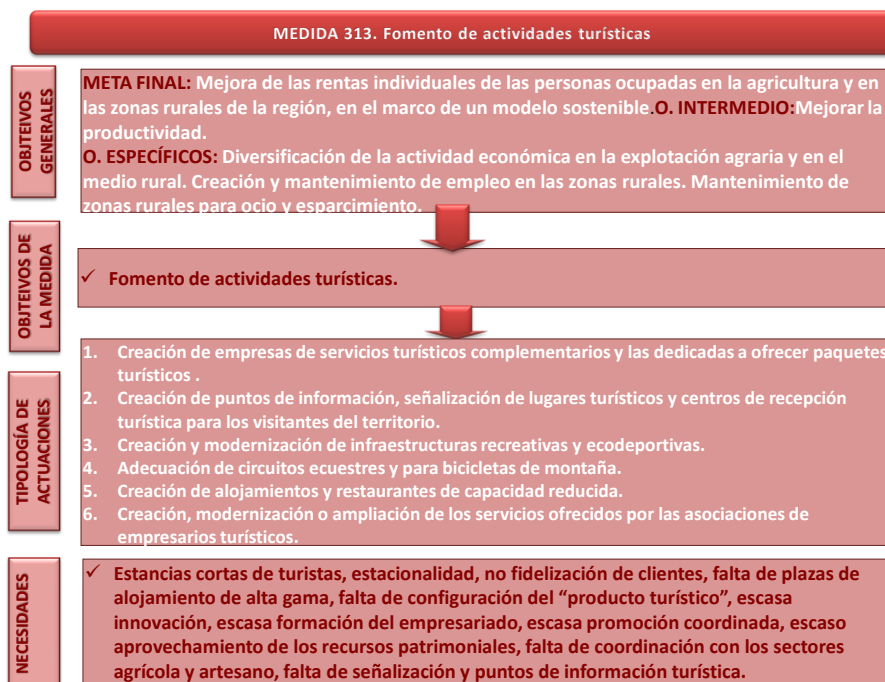 MEDIDA 313. Fomento de actividades turísticas
OBJTEIVOS
GENERALES
META FINAL: Mejora de las rentas individuales de las personas ocupadas en la agricultura y en
las zonas rurales de la región, en el marco de un modelo sostenible.O. INTERMEDIO:Mejorar la
productividad.
O. ESPECÍFICOS: Diversificación de la actividad económica en la explotación agraria y en el
medio rural. Creación y mantenimiento de empleo en las zonas rurales. Mantenimiento de
zonas rurales para ocio y esparcimiento.
OBJTEIVOS DE
LA MEDIDA
✓ Fomento de actividades turísticas.
TIPOLOGÍA DE
ACTUACIONES
1. Creación de empresas de servicios turísticos complementarios y las dedicadas a ofrecer paquetes
turísticos .
2. Creación de puntos de información, señalización de lugares turísticos y centros de recepción
turística para los visitantes del territorio.
3. Creación y modernización de infraestructuras recreativas y ecodeportivas.
4. Adecuación de circuitos ecuestres y para bicicletas de montaña.
5. Creación de alojamientos y restaurantes de capacidad reducida.
6. Creación, modernización o ampliación de los servicios ofrecidos por las asociaciones de
empresarios turísticos.
NECESIDADES
✓ Estancias cortas de turistas, estacionalidad, no fidelización de clientes, falta de plazas de
alojamiento de alta gama, falta de configuración del “producto turístico”, escasa
innovación, escasa formación del empresariado, escasa promoción coordinada, escaso
aprovechamiento de los recursos patrimoniales, falta de coordinación con los sectores
agrícola y artesano, falta de señalización y puntos de información turística.